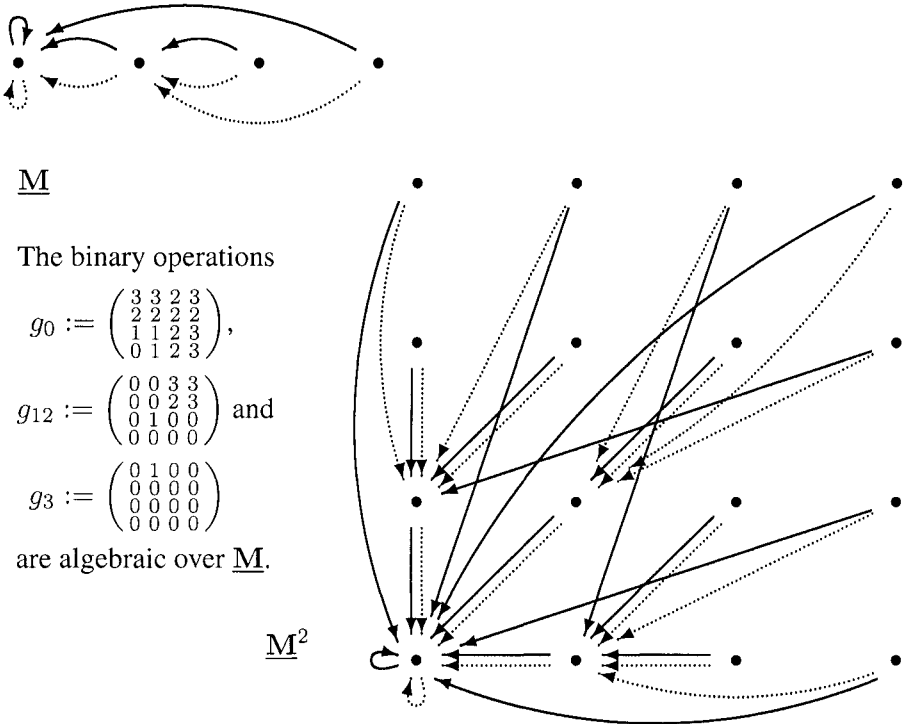 M
The binary operations
g₀ := ( 3 3 2 3
2 2 2 2
1 1 2 3
0 1 2 3 ),
g₁₂ := ( 0 0 3 3
0 0 2 3
0 1 0 0
0 0 0 0 ) and
g₃ := ( 0 1 0 0
0 0 0 0
0 0 0 0
0 0 0 0 )
are algebraic over M.
M²